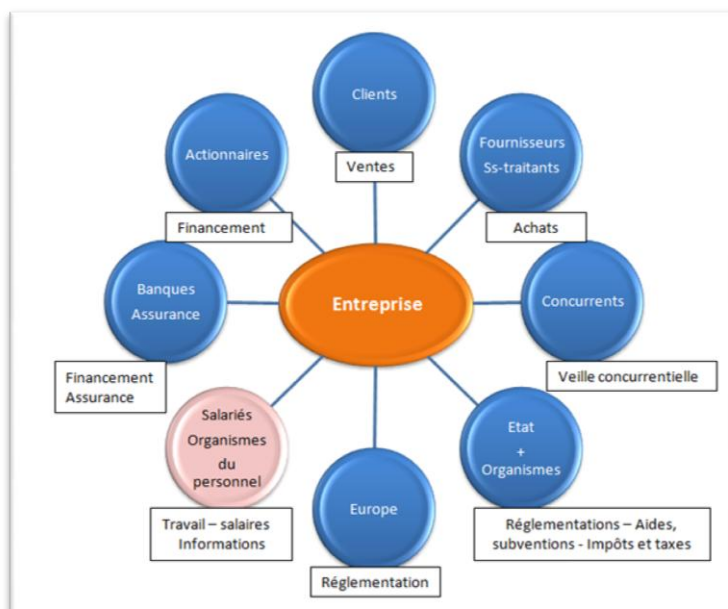 Clients
Ventes
Actionnaires
Financement
Fournisseurs
Ss-traitants
Achats
Banques
Assurance
Financement
Assurance
Entreprise
Concurrents
Veille concurrentielle
Salariés
Organismes
du
personnel
Travail – salaires
Informations
Europe
Réglementation
Etat
+
Organismes
Réglementations – Aides,
subventions - Impôts et taxes